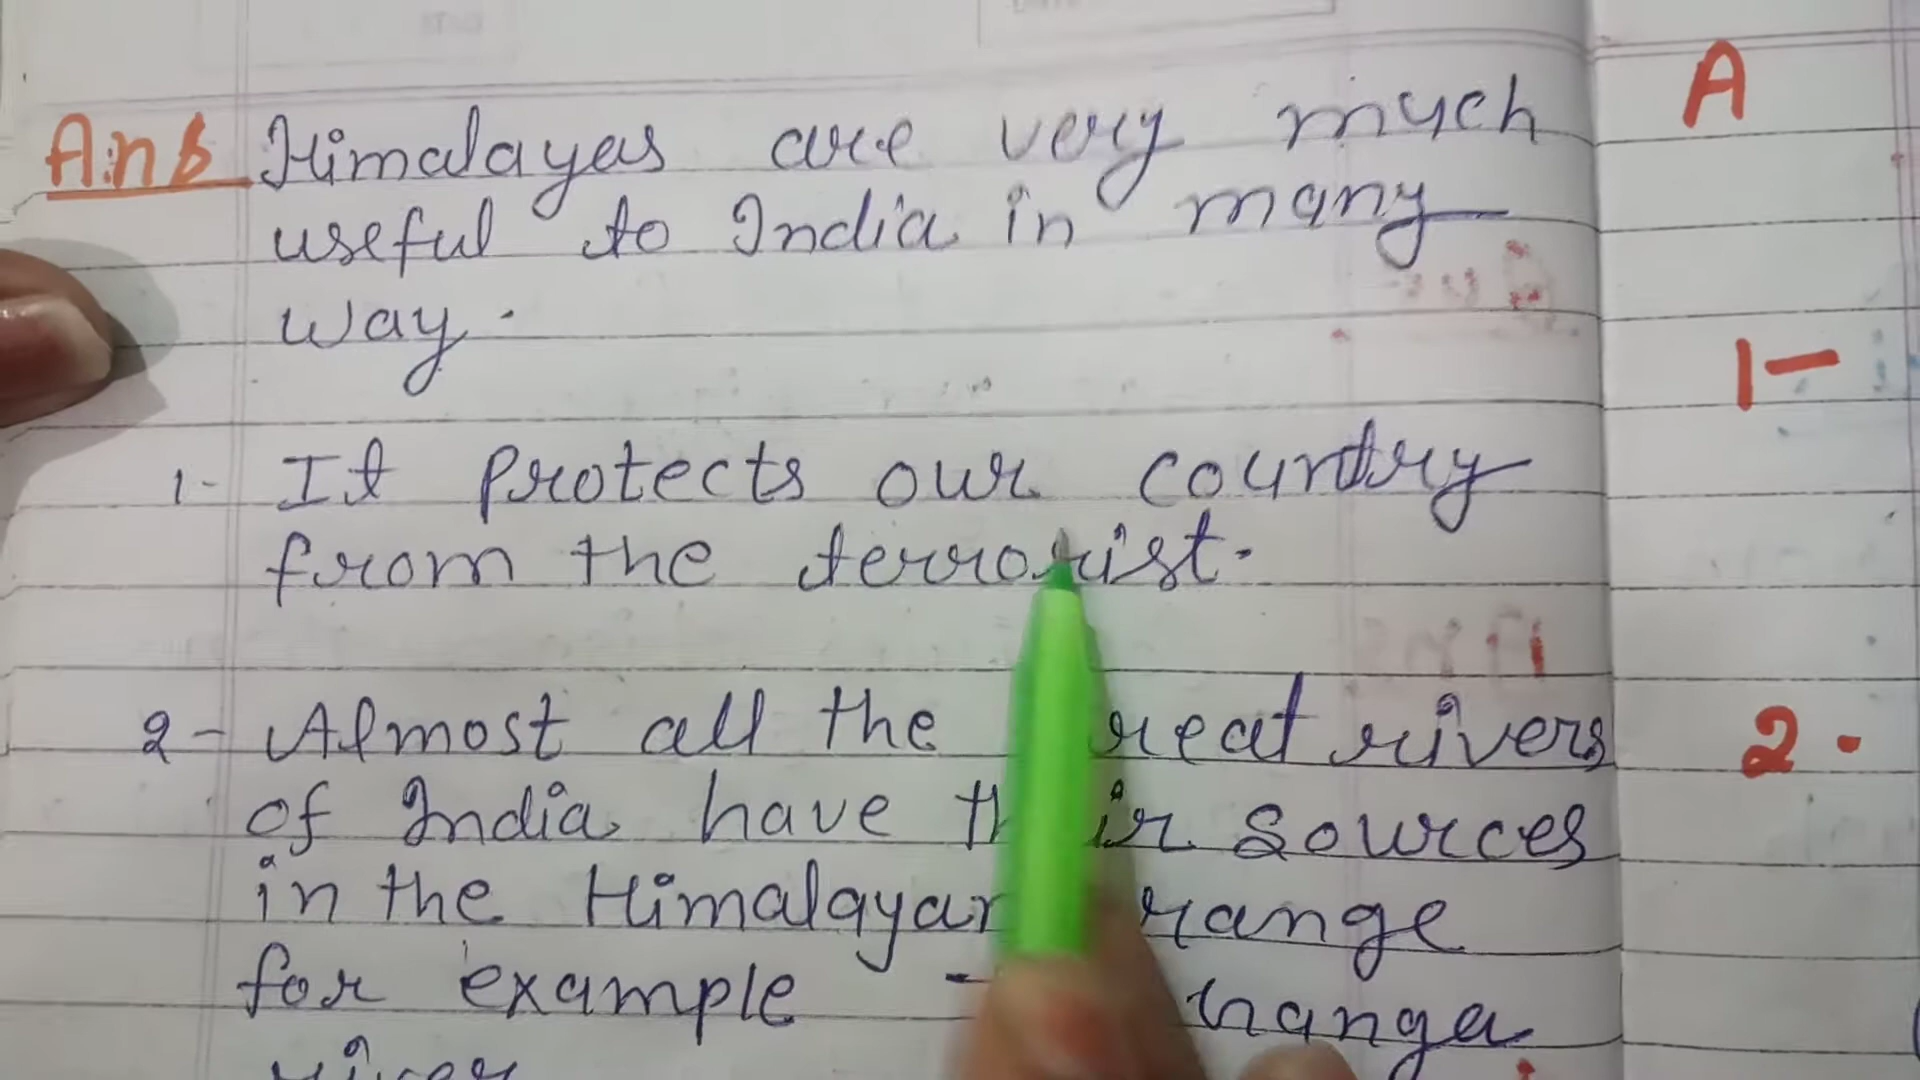 Ans Himalayas are very much
useful to India in many
way.
1- It protects our country
from the terrorist.
2- Almost all the reat rivers
of India have their sources
in the Himalayan range
for example - hanga
river
A
1-
2.